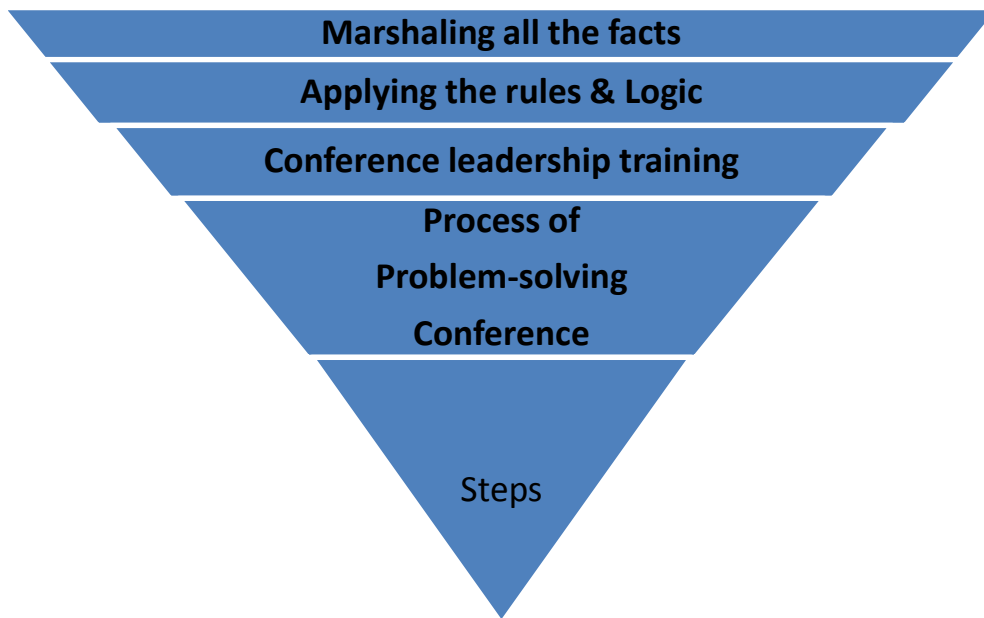 Marshaling all the facts
Applying the rules & Logic
Conference leadership training
Process of
Problem-solving
Conference
Steps